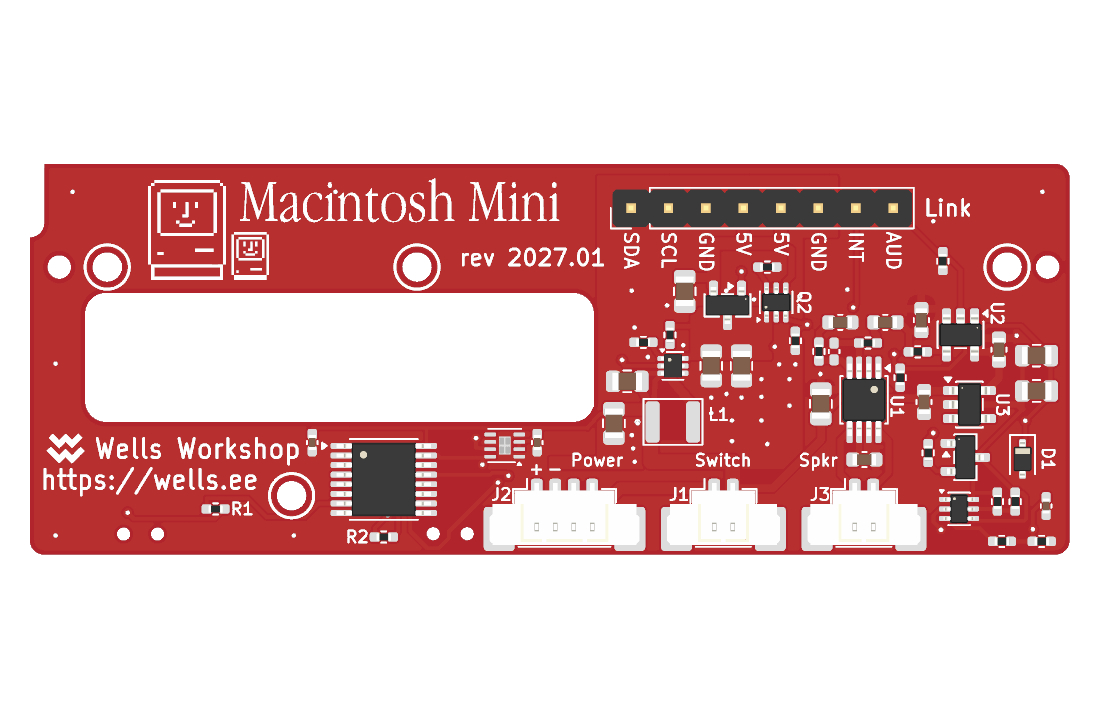 Macintosh Mini
rev 2027.01
Link
SDA
SCL
GND
5V
5V
GND
INT
AUD
Q2
U2
U1
U3
L1
D1
Wells Workshop
https://wells.ee
R1
R2
+ -
Power
Switch
Spkr
J2
J1
J3